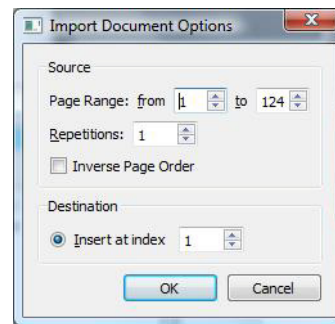 Import Document Options
Source
Page Range: from 1 to 124
Repetitions: 1
Inverse Page Order
Destination
Insert at index 1
OK Cancel